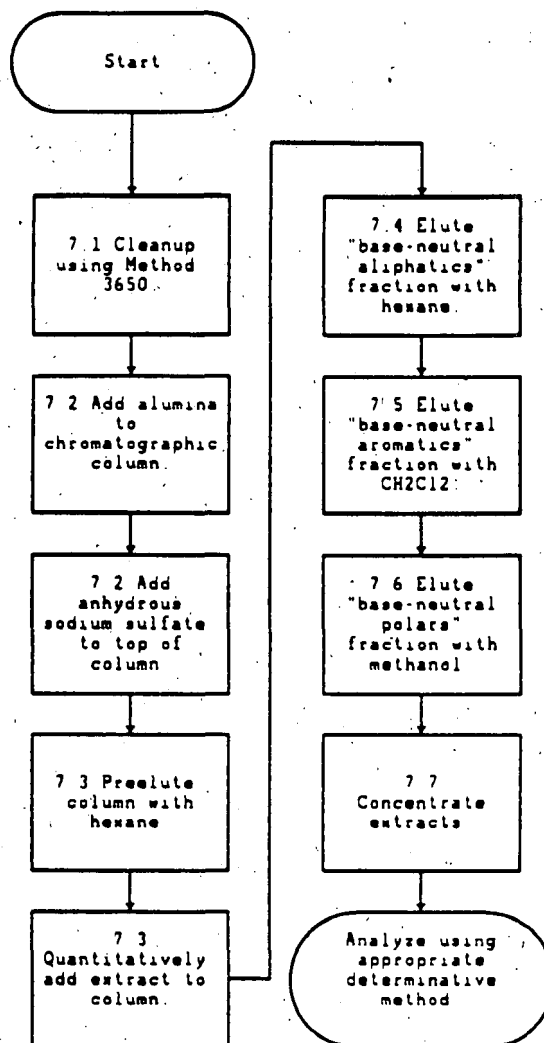 Start
7.1 Cleanup
using Method
3650.
7 2 Add alumina
to
chromatographic
column.
7 2 Add
anhydrous
sodium sulfate
to top of
column
7 3 Preelute
column with
hexane
7 3
Quantitatively
add extract to
column.
7.4 Elute
"base-neutral
aliphatics"
fraction with
hexane.
7 5 Elute
"base-neutral
aromatics"
fraction with
CH2Cl2.
7 6 Elute
"base-neutral
polars"
fraction with
methanol
7 7
Concentrate
extracts
Analyze using
appropriate
determinative
method